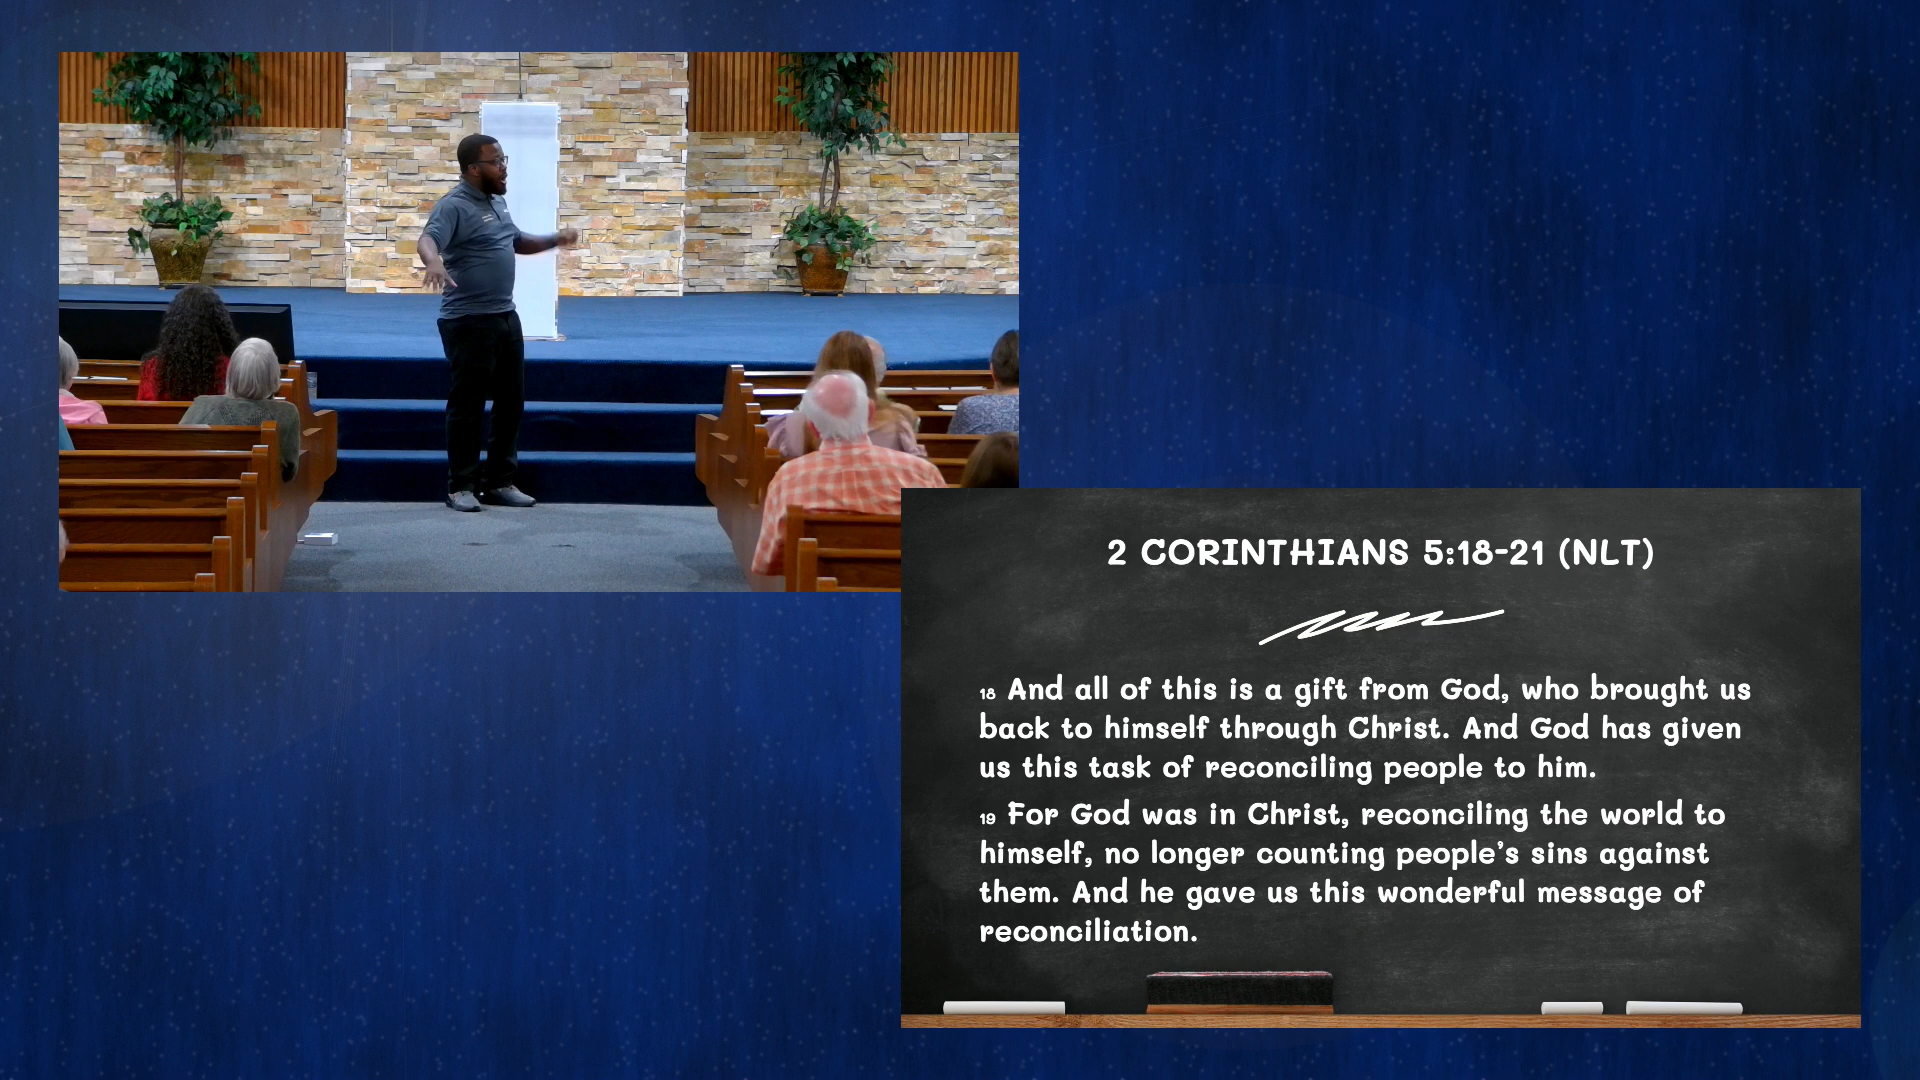 2 CORINTHIANS 5:18-21 (NLT)
18 And all of this is a gift from God, who brought us
back to himself through Christ. And God has given
us this task of reconciling people to him.
19 For God was in Christ, reconciling the world to
himself, no longer counting people's sins against
them. And he gave us this wonderful message of
reconciliation.